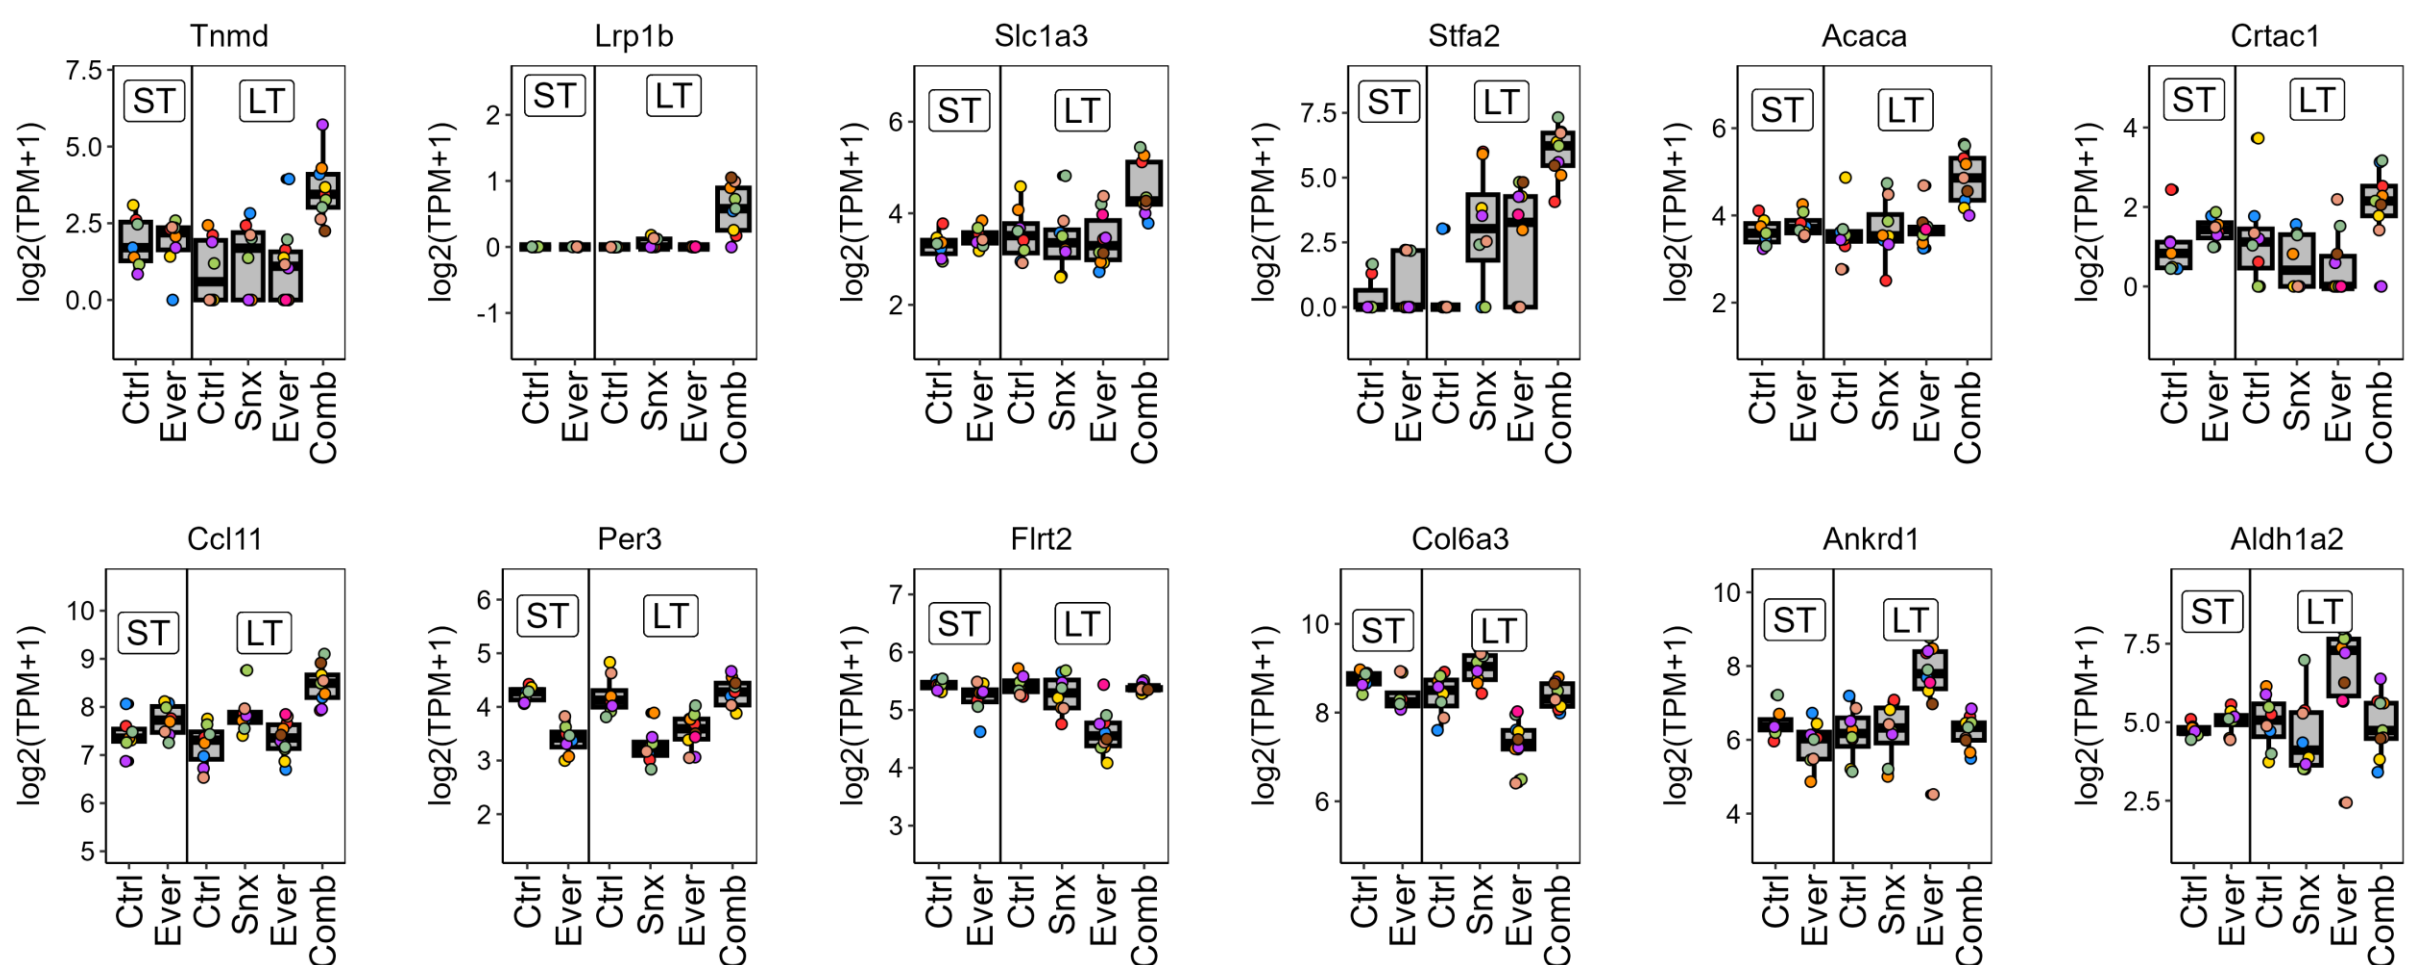 Tnmd
log2(TPM+1)
7.5
5.0
2.5
0.0
ST
LT
Ctrl
Ever
Ctrl
Snx
Ever
Comb
Lrp1b
log2(TPM+1)
2
1
0
-1
ST
LT
Ctrl
Ever
Ctrl
Snx
Ever
Comb
Slc1a3
log2(TPM+1)
6
4
2
ST
LT
Ctrl
Ever
Ctrl
Snx
Ever
Comb
Stfa2
log2(TPM+1)
7.5
5.0
2.5
0.0
ST
LT
Ctrl
Ever
Ctrl
Snx
Ever
Comb
Acaca
log2(TPM+1)
6
4
2
ST
LT
Ctrl
Ever
Ctrl
Snx
Ever
Comb
Crtac1
log2(TPM+1)
4
2
0
ST
LT
Ctrl
Ever
Ctrl
Snx
Ever
Comb
Ccl11
log2(TPM+1)
10
9
8
7
6
5
ST
LT
Ctrl
Ever
Ctrl
Snx
Ever
Comb
Per3
log2(TPM+1)
6
5
4
3
2
ST
LT
Ctrl
Ever
Ctrl
Snx
Ever
Comb
Flrt2
log2(TPM+1)
7
6
5
4
3
ST
LT
Ctrl
Ever
Ctrl
Snx
Ever
Comb
Col6a3
log2(TPM+1)
10
8
6
ST
LT
Ctrl
Ever
Ctrl
Snx
Ever
Comb
Ankrd1
log2(TPM+1)
10
8
6
4
ST
LT
Ctrl
Ever
Ctrl
Snx
Ever
Comb
Aldh1a2
log2(TPM+1)
7.5
5.0
2.5
ST
LT
Ctrl
Ever
Ctrl
Snx
Ever
Comb